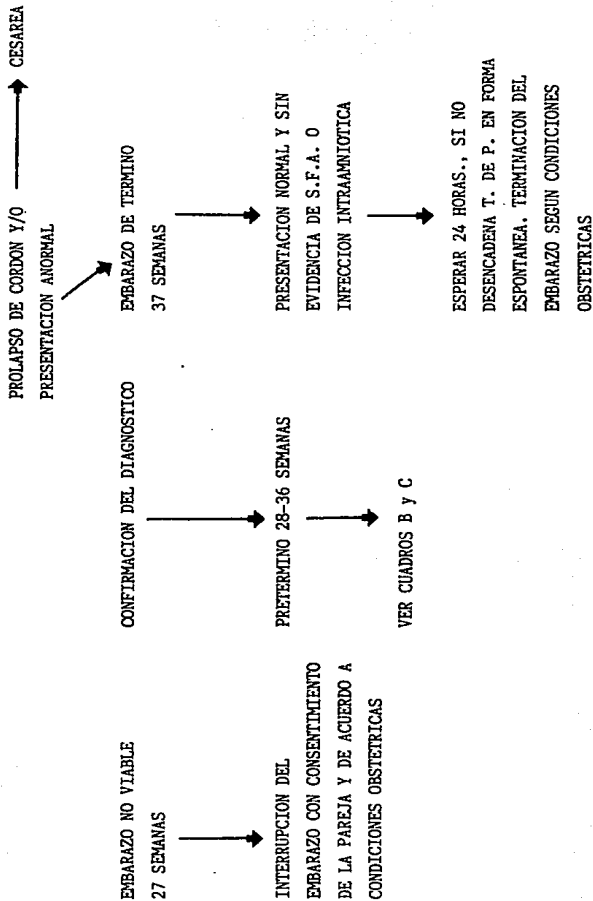 PROLAPSO DE CORDON Y/O
PRESENTACION ANORMAL
CESAREA
EMBARAZO NO VIABLE
27 SEMANAS
INTERRUPCION DEL
EMBARAZO CON CONSENTIMIENTO
DE LA PAREJA Y DE ACUERDO A
CONDICIONES OBSTETRICAS
CONFIRMACION DEL DIAGNOSTICO
PRETERMINO 28-36 SEMANAS
VER CUADROS B y C
EMBARAZO DE TERMINO
37 SEMANAS
PRESENTACION NORMAL Y SIN
EVIDENCIA DE S.F.A. O
INFECCION INTRAAMNIOTICA
ESPERAR 24 HORAS., SI NO
DESENCADENA T. DE P. EN FORMA
ESPONTANEA. TERMINACION DEL
EMBARAZO SEGUN CONDICIONES
OBSTETRICAS